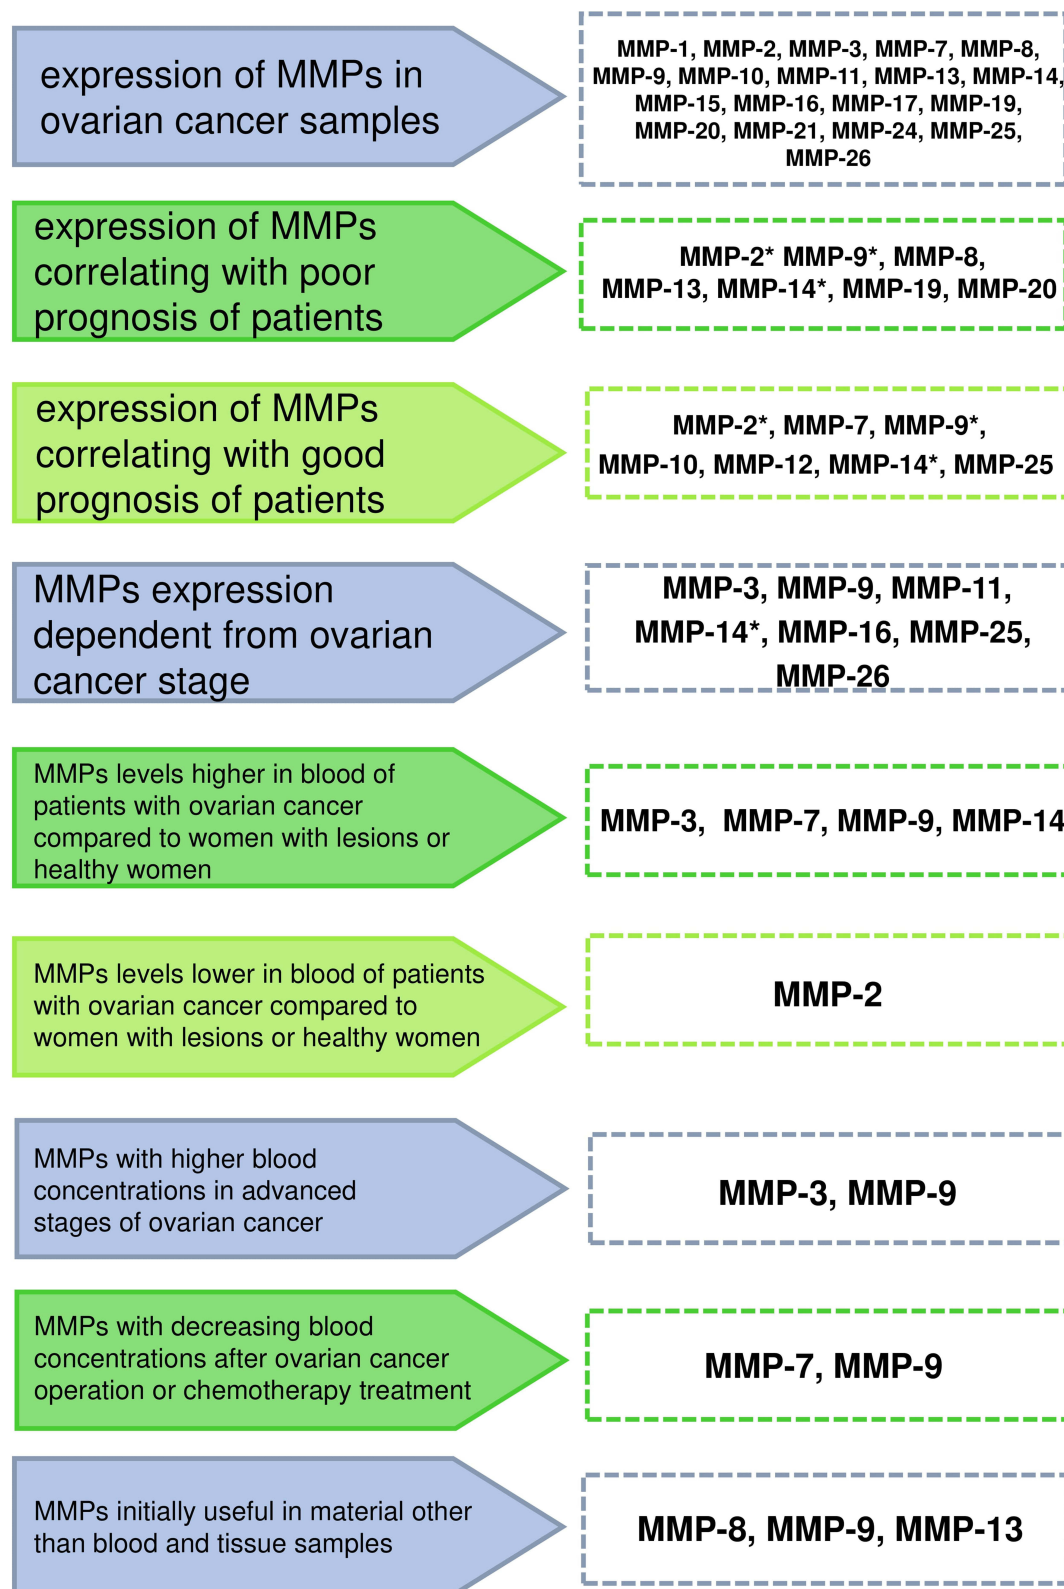 expression of MMPs in
ovarian cancer samples
MMP-1, MMP-2, MMP-3, MMP-7, MMP-8,
MMP-9, MMP-10, MMP-11, MMP-13, MMP-14,
MMP-15, MMP-16, MMP-17, MMP-19,
MMP-20, MMP-21, MMP-24, MMP-25,
MMP-26
expression of MMPs
correlating with poor
prognosis of patients
MMP-2* MMP-9*, MMP-8,
MMP-13, MMP-14*, MMP-19, MMP-20
expression of MMPs
correlating with good
prognosis of patients
MMP-2*, MMP-7, MMP-9*,
MMP-10, MMP-12, MMP-14*, MMP-25
MMPs expression
dependent from ovarian
cancer stage
MMP-3, MMP-9, MMP-11,
MMP-14*, MMP-16, MMP-25,
MMP-26
MMPs levels higher in blood of
patients with ovarian cancer
compared to women with lesions or
healthy women
MMP-3, MMP-7, MMP-9, MMP-14
MMPs levels lower in blood of patients
with ovarian cancer compared to
women with lesions or healthy women
MMP-2
MMPs with higher blood
concentrations in advanced
stages of ovarian cancer
MMP-3, MMP-9
MMPs with decreasing blood
concentrations after ovarian cancer
operation or chemotherapy treatment
MMP-7, MMP-9
MMPs initially useful in material other
than blood and tissue samples
MMP-8, MMP-9, MMP-13